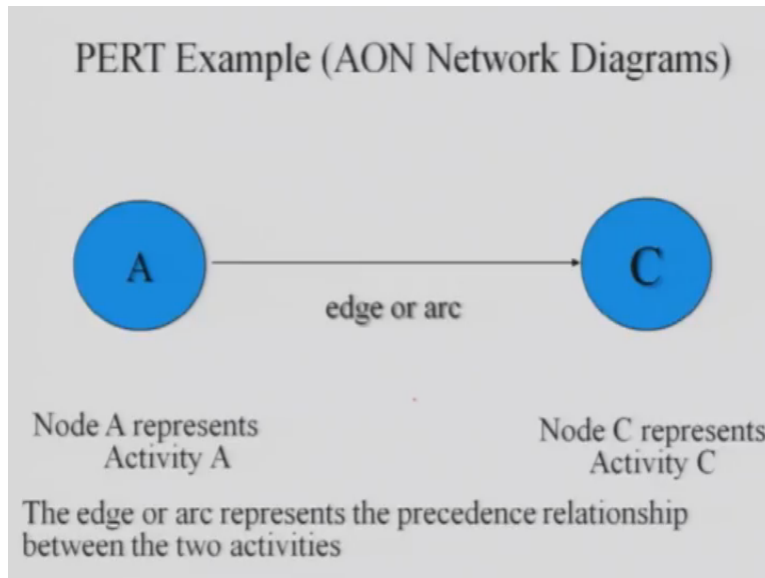 PERT Example (AON Network Diagrams)
A
C
edge or arc
Node A represents
Activity A
Node C represents
Activity C
The edge or arc represents the precedence relationship
between the two activities